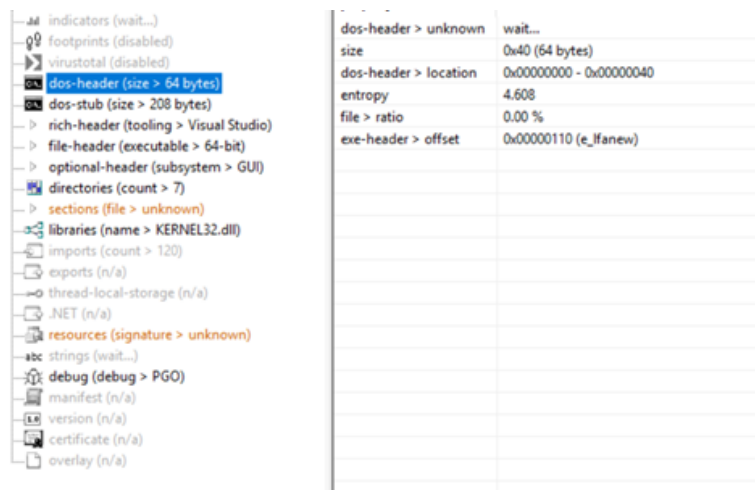 indicators (wait...)
footprints (disabled)
virustotal (disabled)
dos-header (size > 64 bytes)
dos-stub (size > 208 bytes)
rich-header (tooling > Visual Studio)
file-header (executable > 64-bit)
optional-header (subsystem > GUI)
directories (count > 7)
sections (file > unknown)
libraries (name > KERNEL32.dll)
imports (count > 120)
exports (n/a)
thread-local-storage (n/a)
.NET (n/a)
resources (signature > unknown)
abc strings (wait...)
debug (debug > PGO)
manifest (n/a)
1.0 version (n/a)
certificate (n/a)
overlay (n/a)
dos-header > unknown wait...
size 0x40 (64 bytes)
dos-header > location 0x00000000 - 0x00000040
entropy 4.608
file > ratio 0.00 %
exe-header > offset 0x00000110 (e_lfanew)